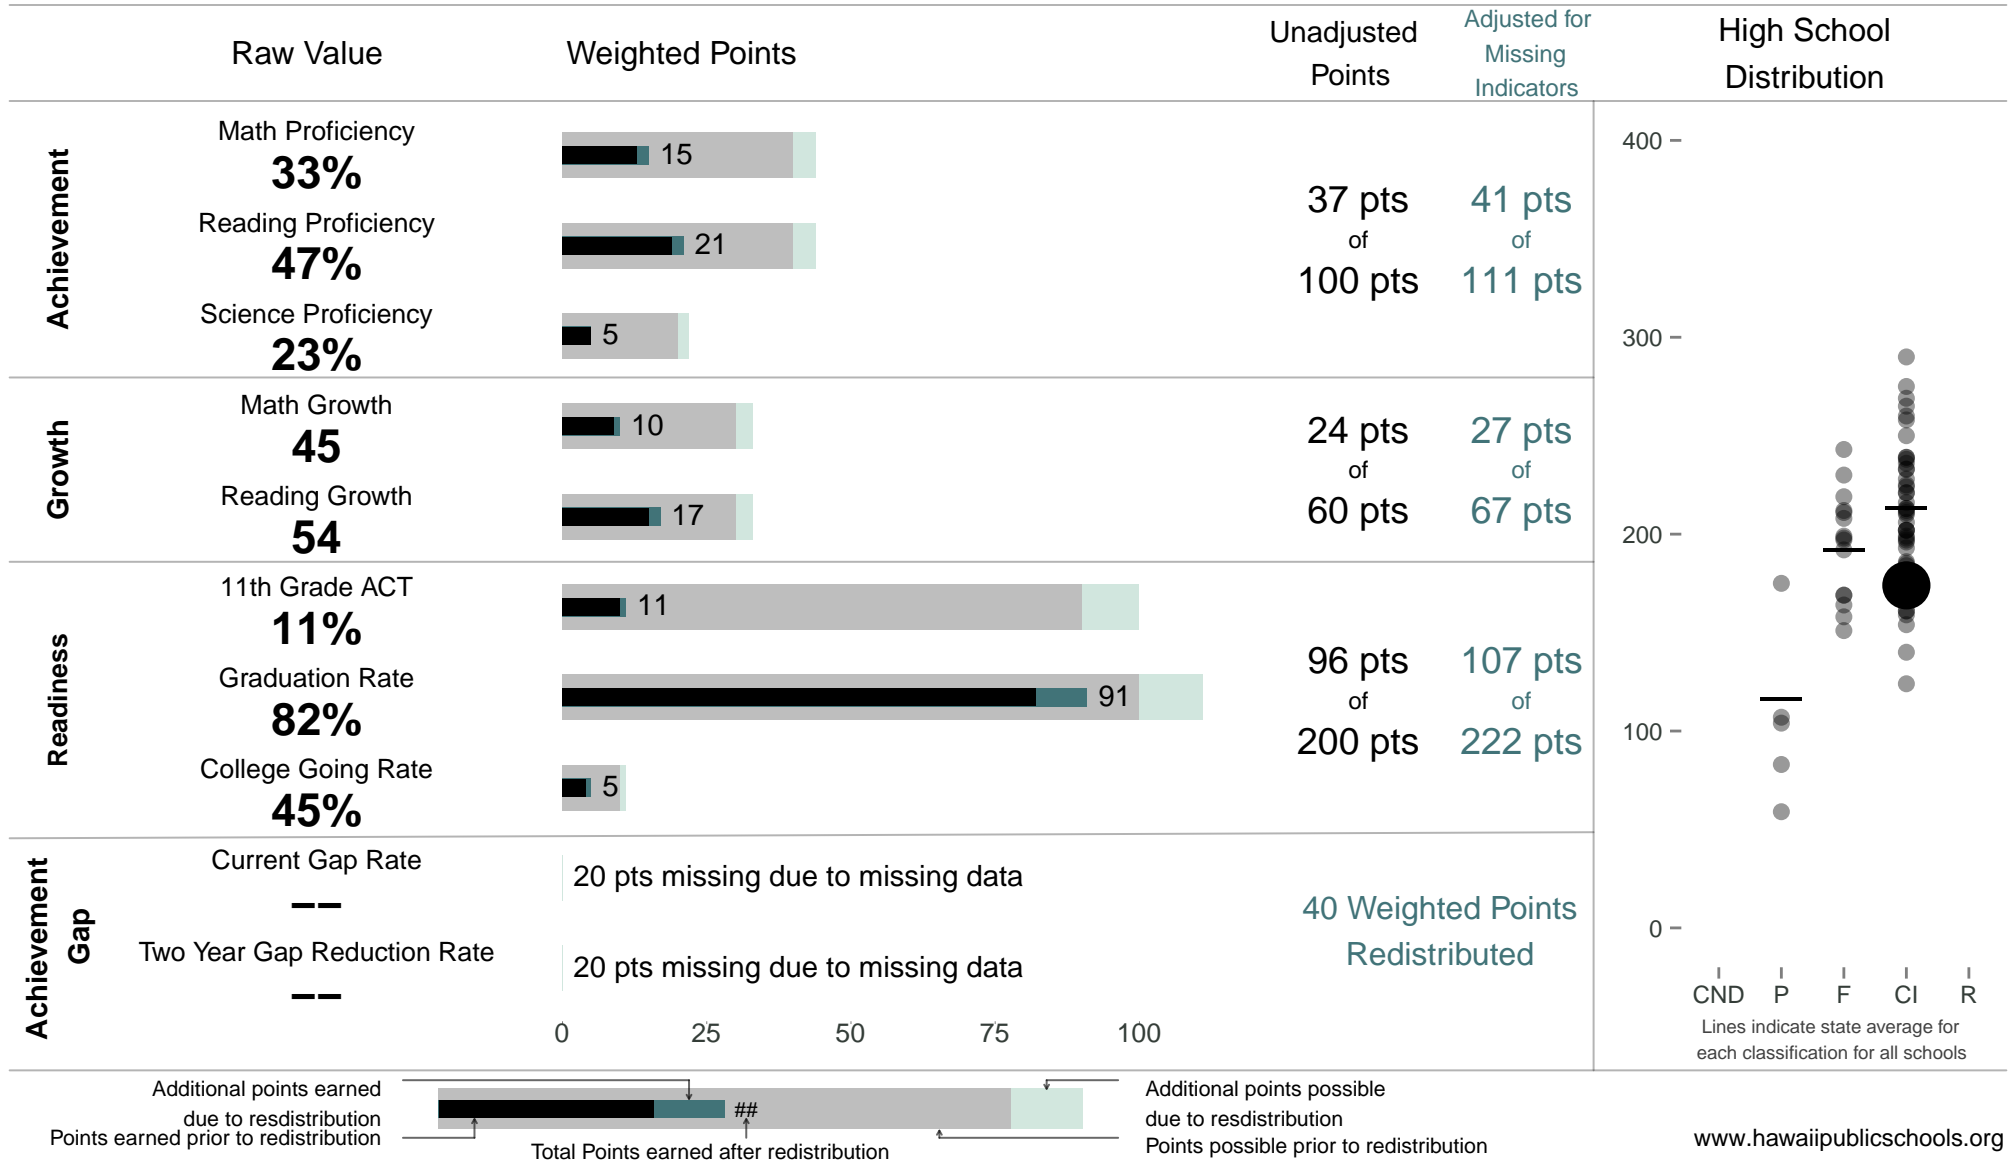 Raw Value
Weighted Points
Unadjusted
Points
Adjusted for
Missing
Indicators
High School
Distribution
Achievement
Math Proficiency
33%
15
Reading Proficiency
47%
21
Science Proficiency
23%
5
37 pts
of
100 pts
41 pts
of
111 pts
Growth
Math Growth
45
10
Reading Growth
54
17
24 pts
of
60 pts
27 pts
of
67 pts
Readiness
11th Grade ACT
11%
11
Graduation Rate
82%
91
College Going Rate
45%
5
96 pts
of
200 pts
107 pts
of
222 pts
Achievement
Gap
Current Gap Rate
––
20 pts missing due to missing data
Two Year Gap Reduction Rate
––
20 pts missing due to missing data
40 Weighted Points
Redistributed
0 25 50 75 100
400
300
200
100
0
CND P F CI R
Lines indicate state average for
each classification for all schools
Additional points earned
due to resdistribution
Points earned prior to redistribution
##
Total Points earned after redistribution
Additional points possible
due to resdistribution
Points possible prior to redistribution
www.hawaiipublicschools.org